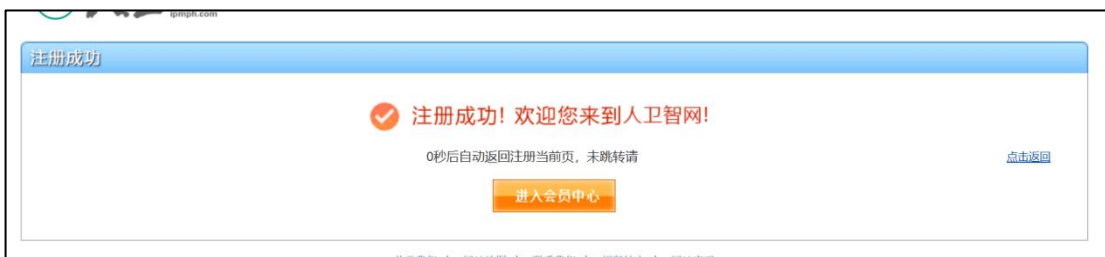 ipmph.com
注册成功
注册成功! 欢迎您来到人卫智网!
0秒后自动返回注册当前页，未跳转请
点击返回
进入会员中心